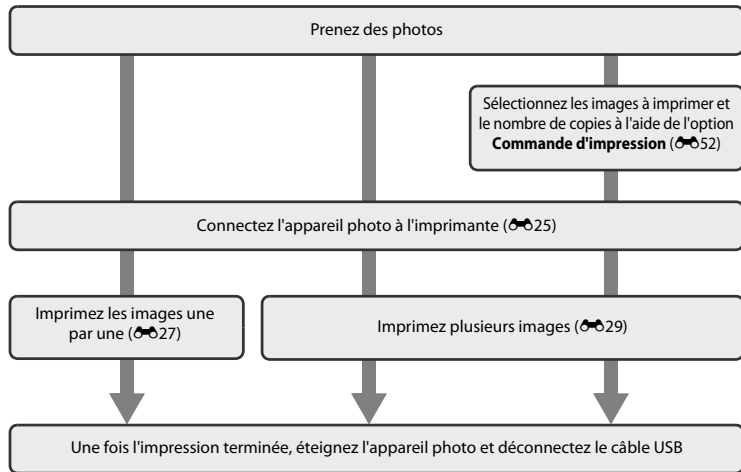 Prenez des photos
Sélectionnez les images à imprimer et
le nombre de copies à l'aide de l'option
Commande d'impression (52)
Connectez l'appareil photo à l'imprimante (25)
Imprimez les images une
par une (27)
Imprimez plusieurs images (29)
Une fois l'impression terminée, éteignez l'appareil photo et déconnectez le câble USB